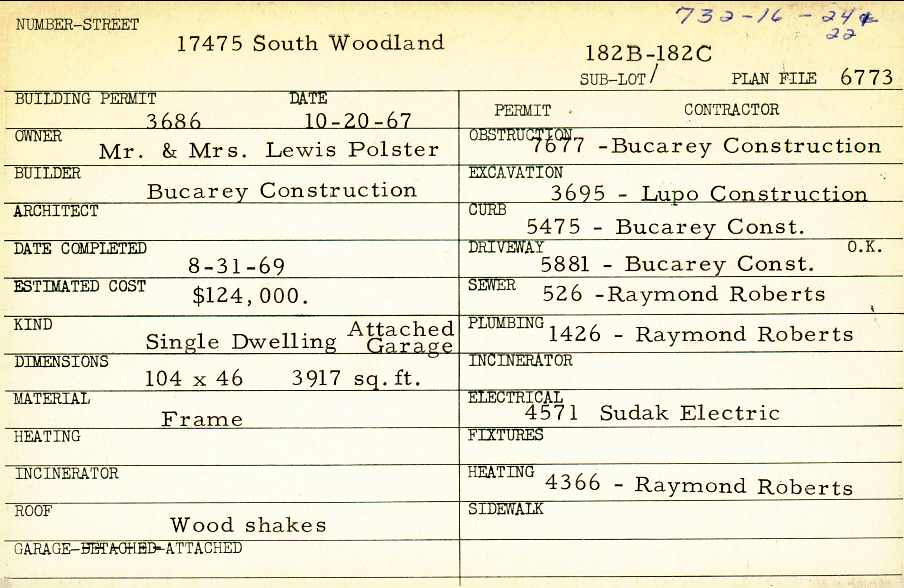 NUMBER-STREET
732-16-24
22
17475 South Woodland
182B-182C
SUB-LOT/ PLAN FILE 6773
BUILDING PERMIT DATE
3686 10-20-67
OWNER
Mr. & Mrs. Lewis Polster
BUILDER
Bucarey Construction
ARCHITECT
DATE COMPLETED
8-31-69
ESTIMATED COST
$124,000.
KIND
Single Dwelling Attached Garage
DIMENSIONS
104 x 46 3917 sq.ft.
MATERIAL
Frame
HEATING
INCINERATOR
ROOF
Wood shakes
GARAGE-DETACHED-ATTACHED
PERMIT CONTRACTOR
OBSTRUCTION
7677 -Bucarey Construction
EXCAVATION
3695 - Lupo Construction
CURB
5475 - Bucarey Const.
DRIVEWAY O.K.
5881 - Bucarey Const.
SEWER
526 -Raymond Roberts
PLUMBING
1426 - Raymond Roberts
INCINERATOR
ELECTRICAL
4571 Sudak Electric
FIXTURES
HEATING
4366 - Raymond Roberts
SIDEWALK